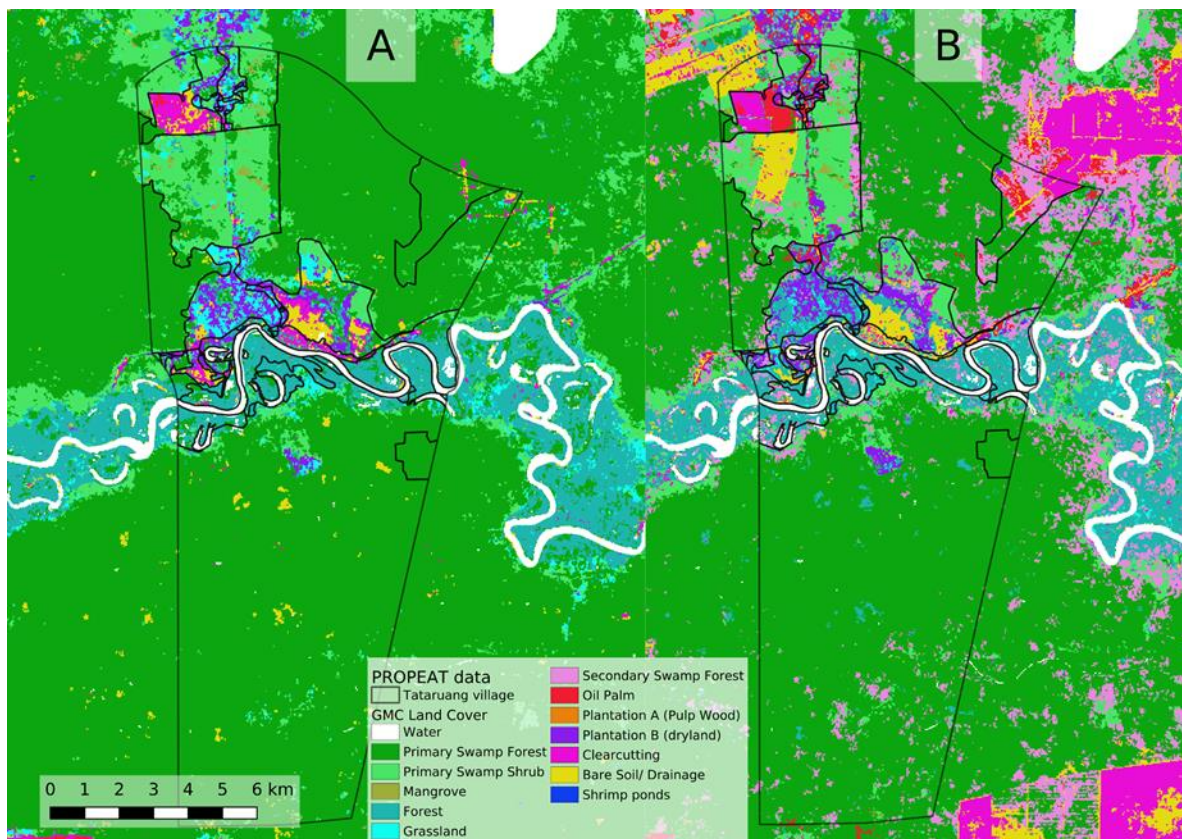 A
B
PROPEAT data
Tataruang village
GMC Land Cover
Water
Primary Swamp Forest
Primary Swamp Shrub
Mangrove
Forest
Grassland
Secondary Swamp Forest
Oil Palm
Plantation A (Pulp Wood)
Plantation B (dryland)
Clearcutting
Bare Soil/ Drainage
Shrimp ponds
0 1 2 3 4 5 6 km